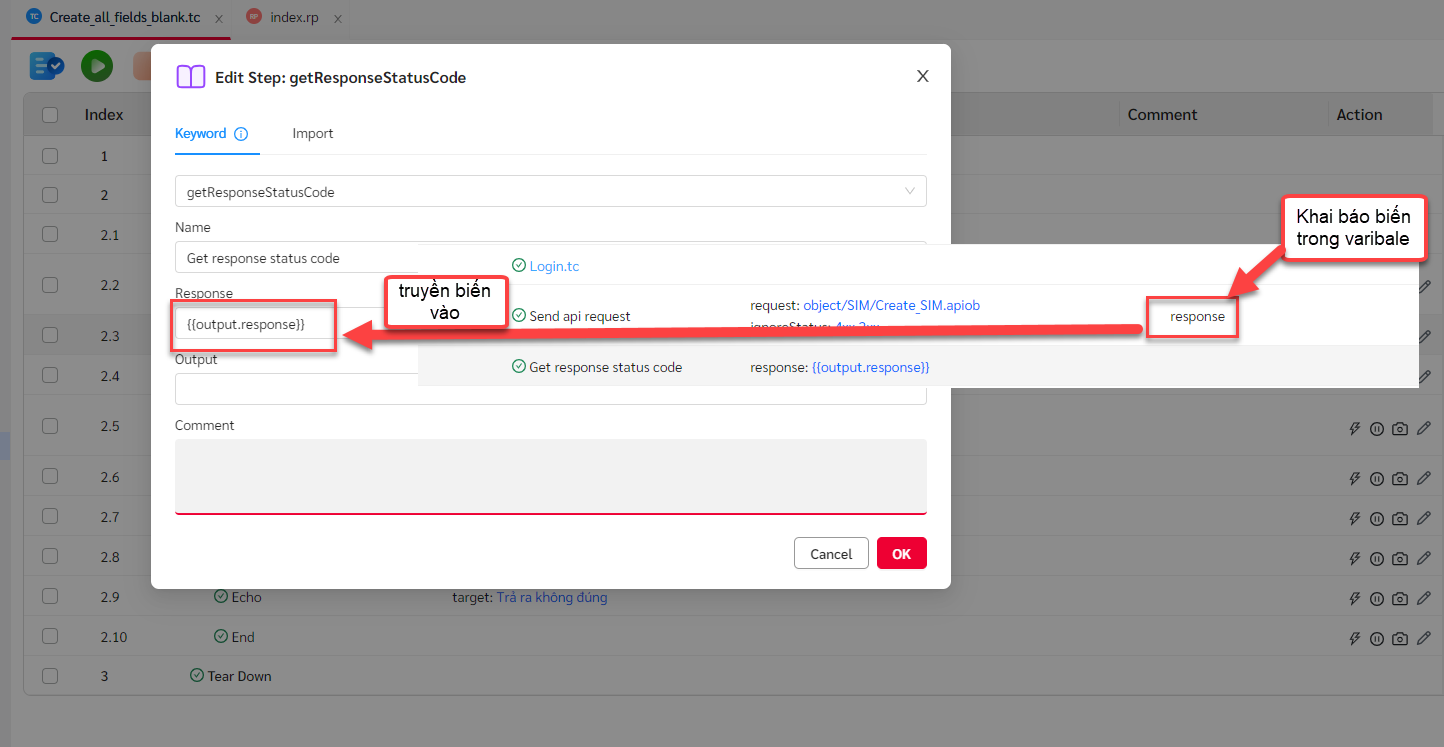 Create_all_fields_blank.tc
index.rp
Edit Step: getResponseStatusCode
Index
Comment
Action
Keyword
Import
1
getResponseStatusCode
2
Khai báo biến
trong varibale
Name
2.1
Get response status code
Login.tc
2.2
Response
truyền biến
vào
request: object/SIM/Create_SIM.apiob
Send api request
response
{{output.response}}
2.3
Output
Get response status code
response: {{output.response}}
2.4
Comment
2.5
2.6
2.7
2.8
Cancel
OK
2.9
Echo
target: Trả ra không đúng
2.10
End
3
Tear Down